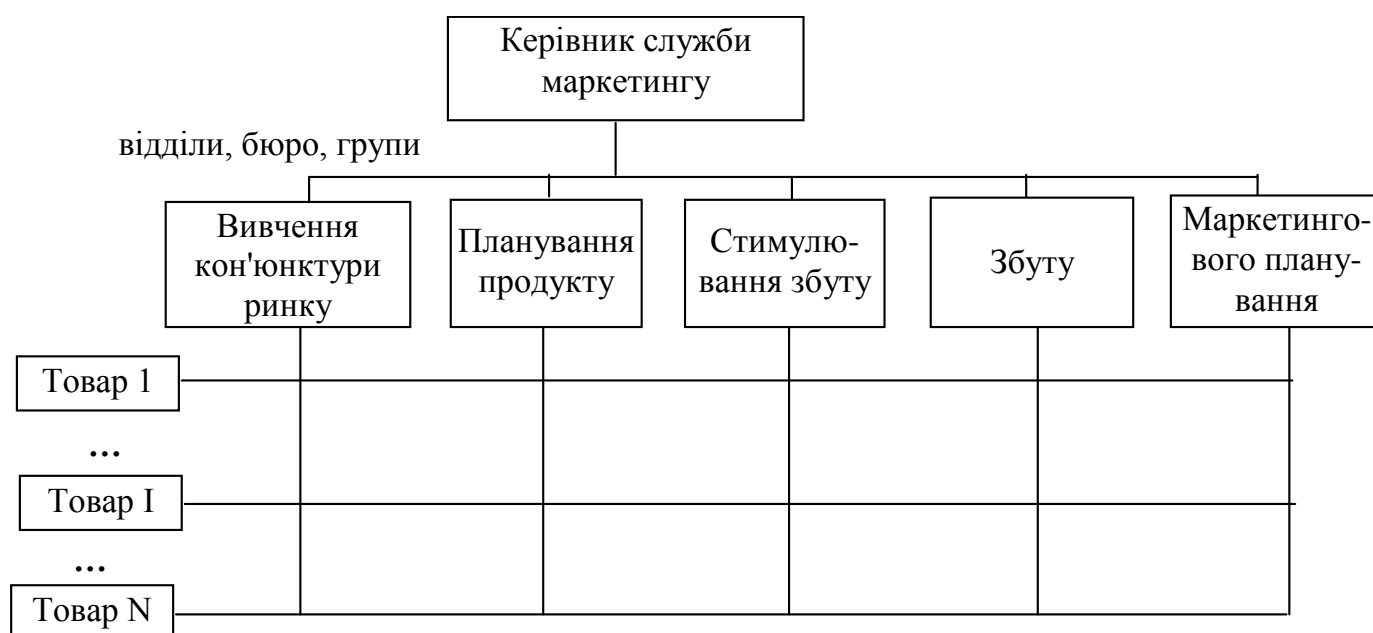 Керівник служби
маркетингу
відділи, бюро, групи
Вивчення
кон'юнктури
ринку
Планування
продукту
Стимулю-
вання збуту
Збуту
Маркетинго-
вого плану-
вання
Товар 1
...
Товар I
...
Товар N